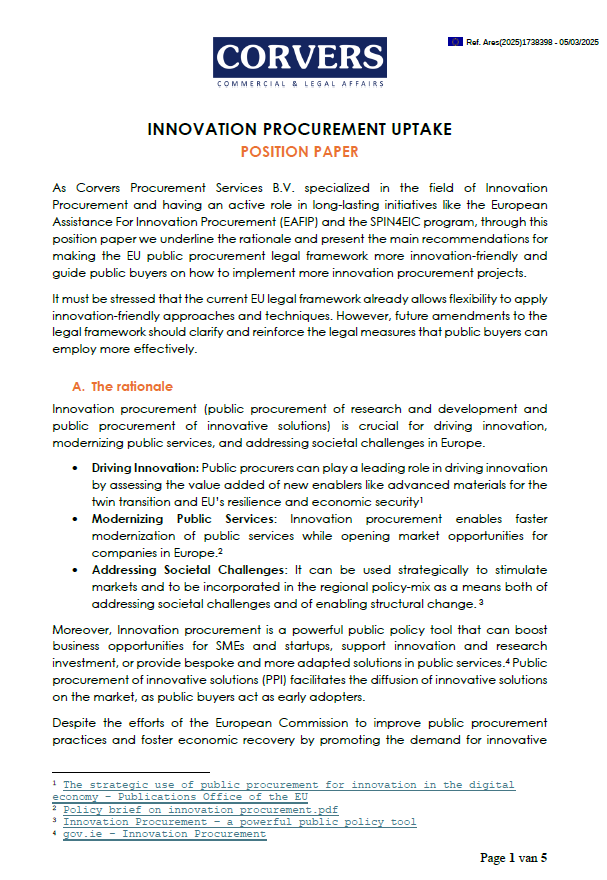 Ref. Ares(2025)1738398 - 05/03/2025
CORVERS
COMMERCIAL & LEGAL AFFAIRS
INNOVATION PROCUREMENT UPTAKE
POSITION PAPER
As Corvers Procurement Services B.V. specialized in the field of Innovation
Procurement and having an active role in long-lasting initiatives like the European
Assistance For Innovation Procurement (EAFIP) and the SPIN4EIC program, through this
position paper we underline the rationale and present the main recommendations for
making the EU public procurement legal framework more innovation-friendly and
guide public buyers on how to implement more innovation procurement projects.
It must be stressed that the current EU legal framework already allows flexibility to apply
innovation-friendly approaches and techniques. However, future amendments to the
legal framework should clarify and reinforce the legal measures that public buyers can
employ more effectively.
A. The rationale
Innovation procurement (public procurement of research and development and
public procurement of innovative solutions) is crucial for driving innovation,
modernizing public services, and addressing societal challenges in Europe.
• Driving Innovation: Public procurers can play a leading role in driving innovation
by assessing the value added of new enablers like advanced materials for the
twin transition and EU's resilience and economic security¹
• Modernizing Public Services: Innovation procurement enables faster
modernization of public services while opening market opportunities for
companies in Europe.²
• Addressing Societal Challenges: It can be used strategically to stimulate
markets and to be incorporated in the regional policy-mix as a means both of
addressing societal challenges and of enabling structural change. ³
Moreover, Innovation procurement is a powerful public policy tool that can boost
business opportunities for SMEs and startups, support innovation and research
investment, or provide bespoke and more adapted solutions in public services.⁴ Public
procurement of innovative solutions (PPI) facilitates the diffusion of innovative solutions
on the market, as public buyers act as early adopters.
Despite the efforts of the European Commission to improve public procurement
practices and foster economic recovery by promoting the demand for innovative
¹ The strategic use of public procurement for innovation in the digital
economy - Publications Office of the EU
² Policy brief on innovation procurement.pdf
³ Innovation Procurement - a powerful public policy tool
⁴ gov.ie - Innovation Procurement
Page 1 van 5